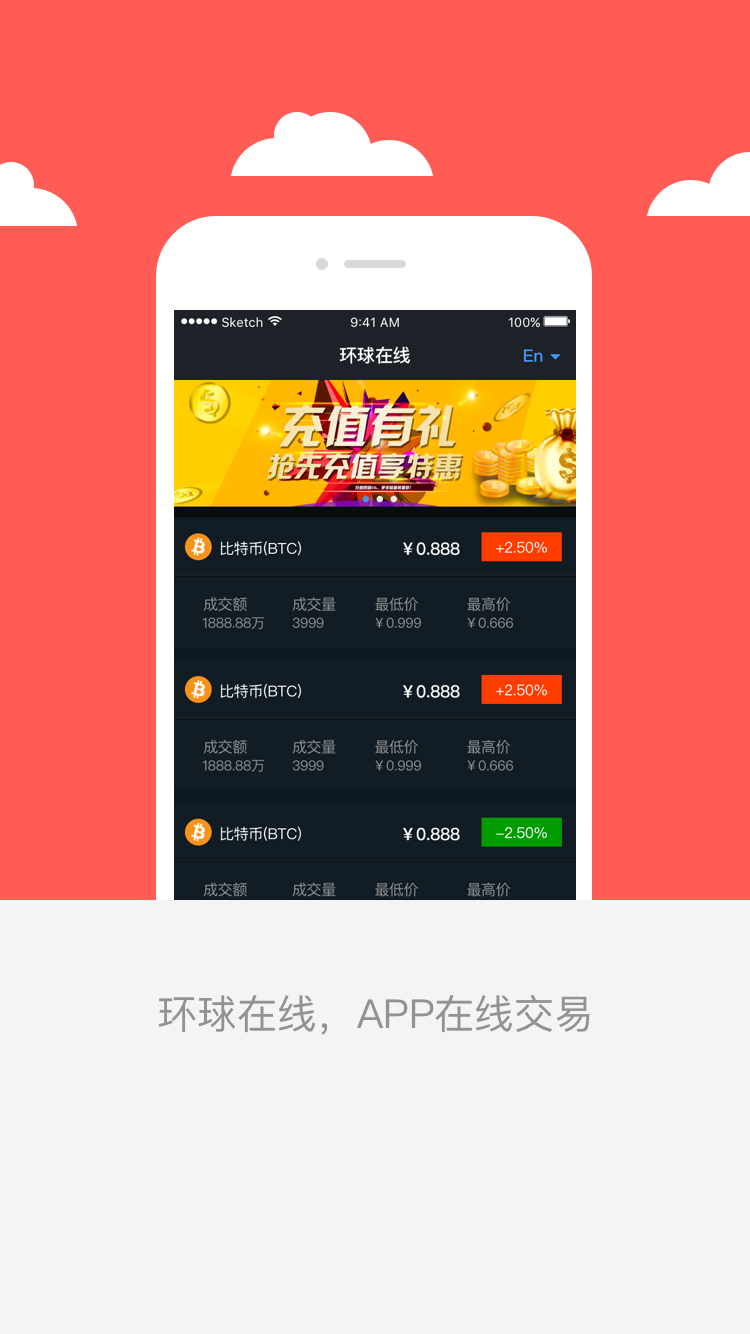 Sketch 9:41 AM 100%
环球在线 En
充值有礼
抢先充值享特惠
比特币(BTC) ￥0.888 +2.50%
成交额 成交量 最低价 最高价
1888.88万 3999 ￥0.999 ￥0.666
比特币(BTC) ￥0.888 +2.50%
成交额 成交量 最低价 最高价
1888.88万 3999 ￥0.999 ￥0.666
比特币(BTC) ￥0.888 −2.50%
成交额 成交量 最低价 最高价
环球在线，APP在线交易